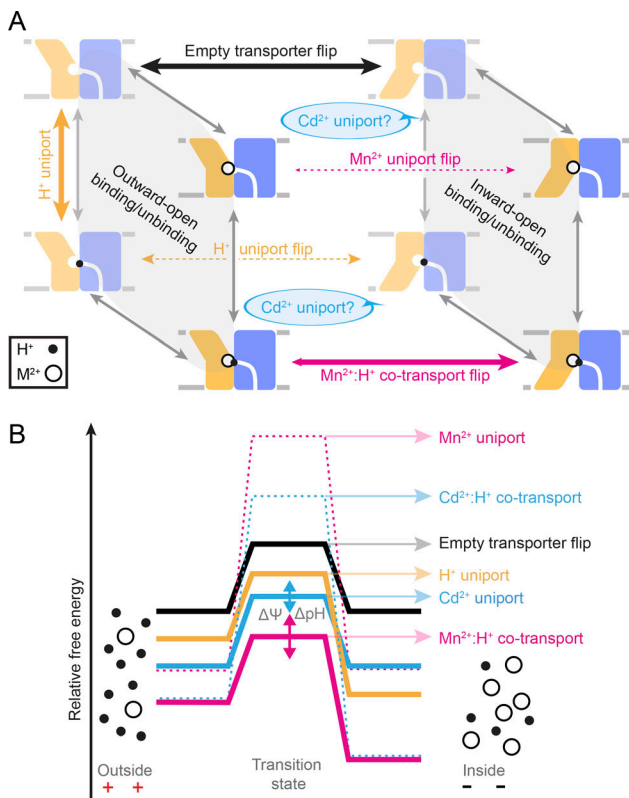 A
Empty transporter flip
Cd²⁺ uniport?
Mn²⁺ uniport flip
H⁺ uniport
Outward-open
binding/unbinding
Inward-open
binding/unbinding
H⁺ uniport flip
Cd²⁺ uniport?
H⁺
M²⁺
Mn²⁺:H⁺ co-transport flip
B
Relative free energy
Mn²⁺ uniport
Cd²⁺:H⁺ co-transport
Empty transporter flip
H⁺ uniport
Cd²⁺ uniport
ΔΨ ΔpH
Mn²⁺:H⁺ co-transport
Outside
+ +
Transition
state
Inside
- -